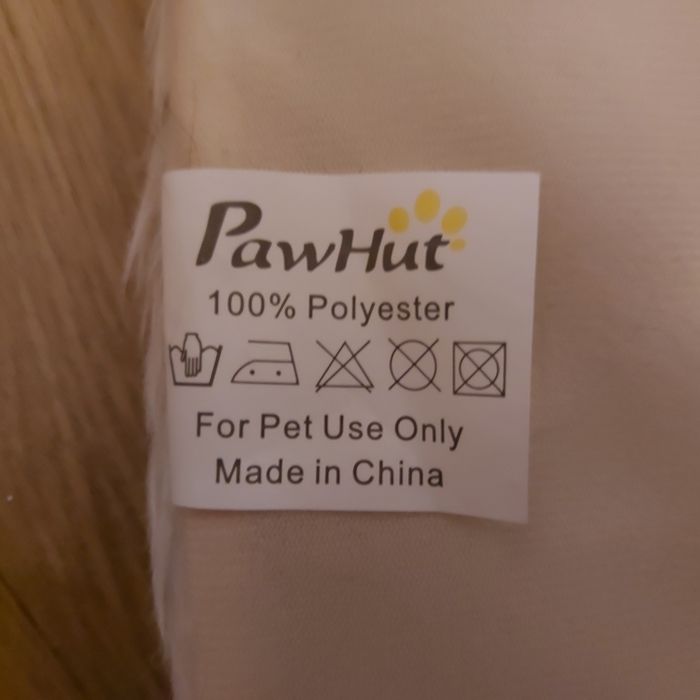 PawHut
100% Polyester
For Pet Use Only
Made in China